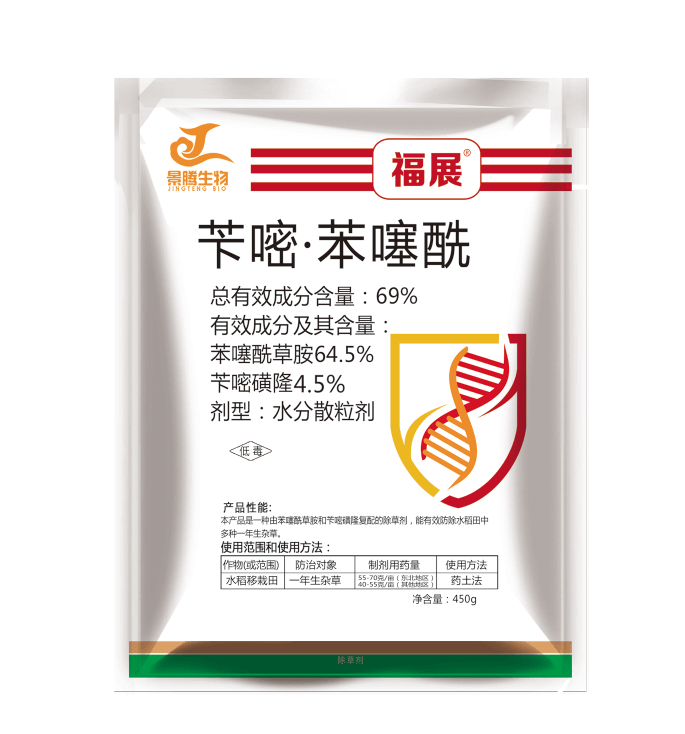 景腾生物
JINGTENG BIO
福展®
苄嘧·苯噻酰
总有效成分含量：69%
有效成分及其含量：
苯噻酰草胺64.5%
苄嘧磺隆4.5%
剂型：水分散粒剂
低毒
产品性能:
本产品是一种由苯噻酰草胺和苄嘧磺隆复配的除草剂，能有效防除水稻田中
多种一年生杂草。
使用范围和使用方法：
作物(或范围) 防治对象 制剂用药量 使用方法
水稻移栽田 一年生杂草 55-70克/亩（东北地区） 药土法
40-55克/亩（其他地区）
净含量：450g
除草剂